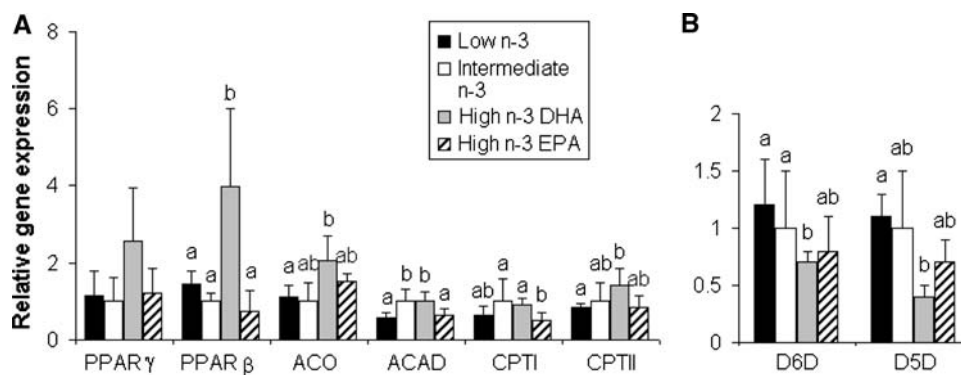 A
B
Relative gene expression
8
6
4
2
0
Low n-3
Intermediate
n-3
High n-3 DHA
High n-3 EPA
a a b a
a ab b ab
a b b a
ab a a b
a ab b ab
PPAR γ PPAR β ACO ACAD CPTI CPTII
2
1.5
1
0.5
0
a a b ab
a ab b ab
D6D D5D